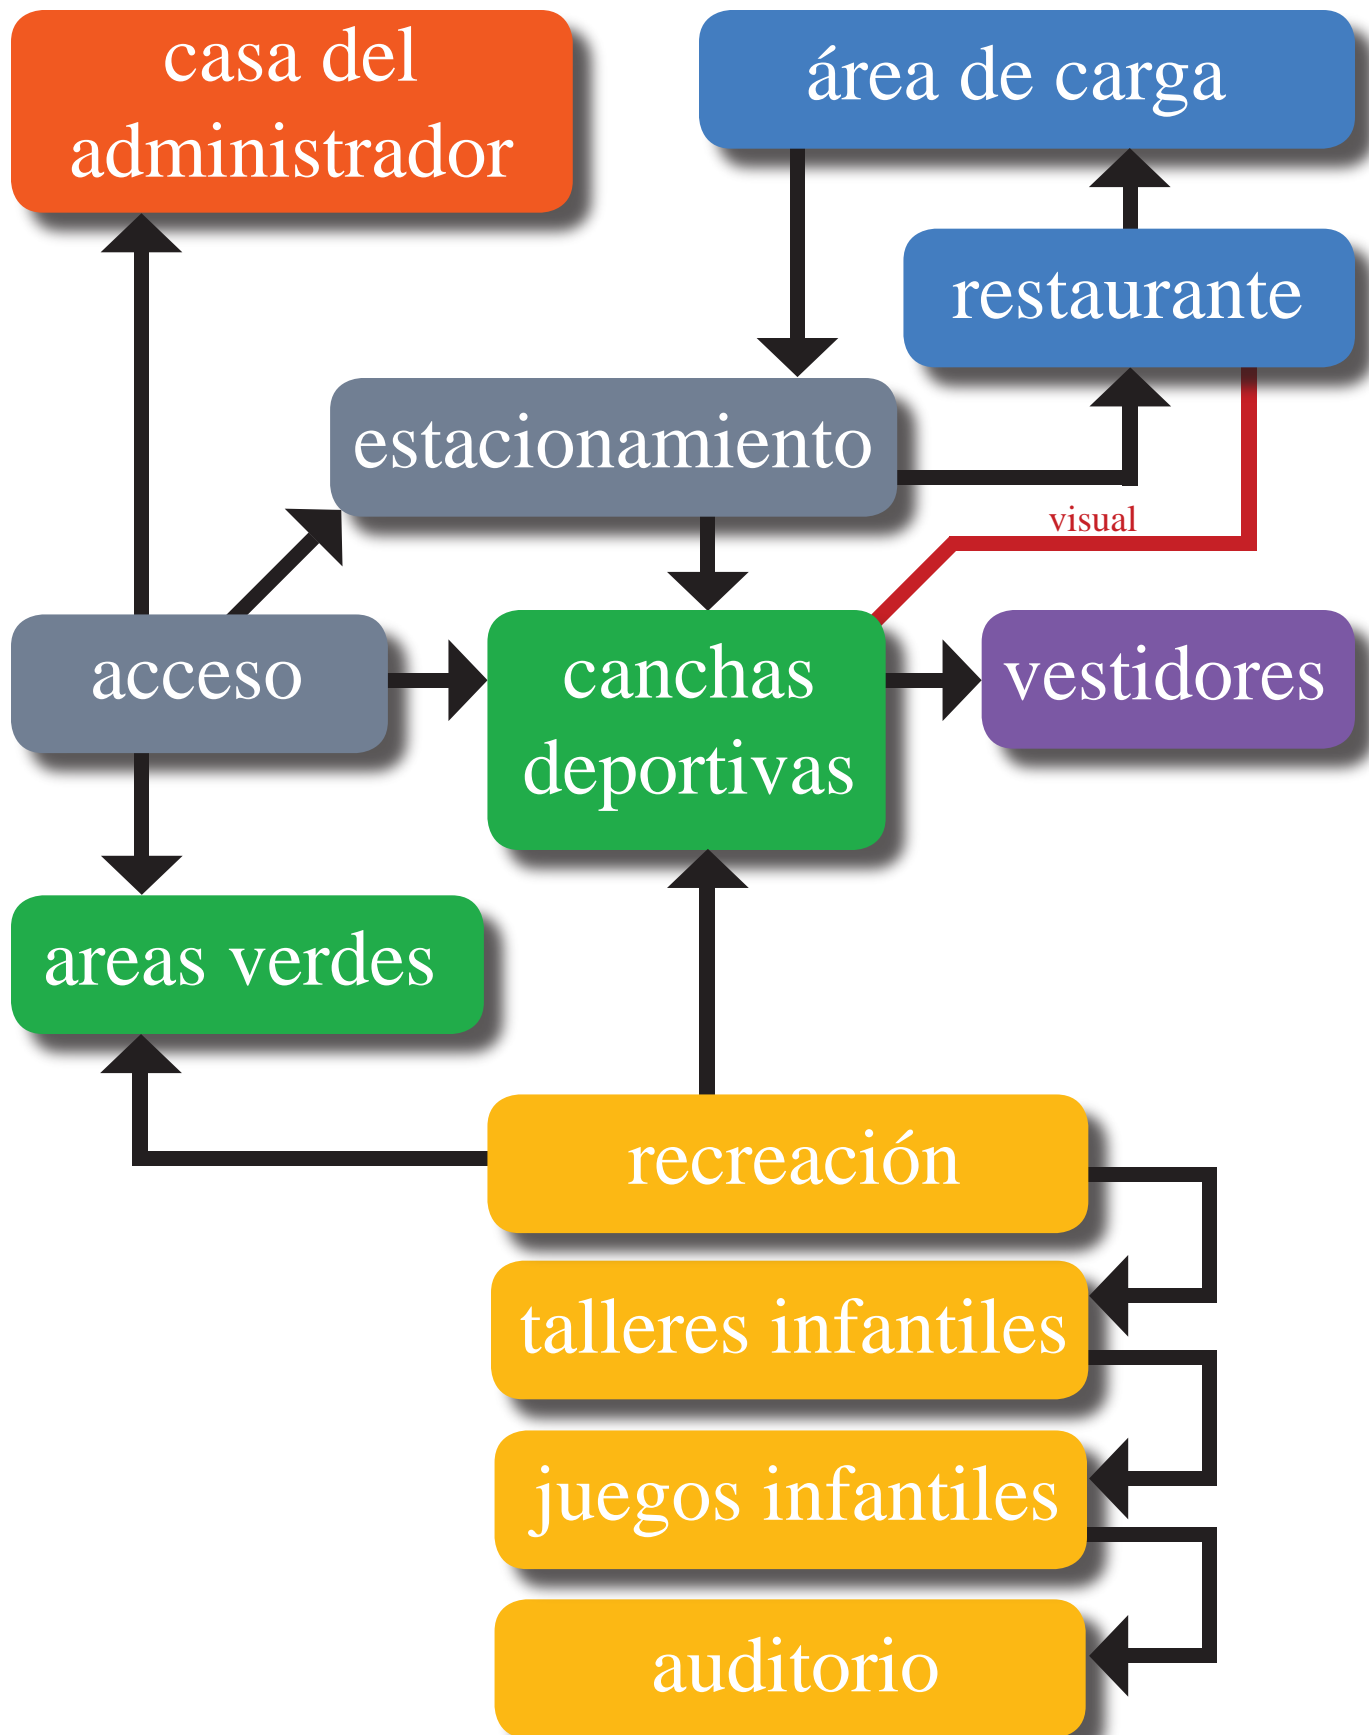 casa del
administrador
área de carga
restaurante
estacionamiento
visual
acceso
canchas
deportivas
vestidores
areas verdes
recreación
talleres infantiles
juegos infantiles
auditorio